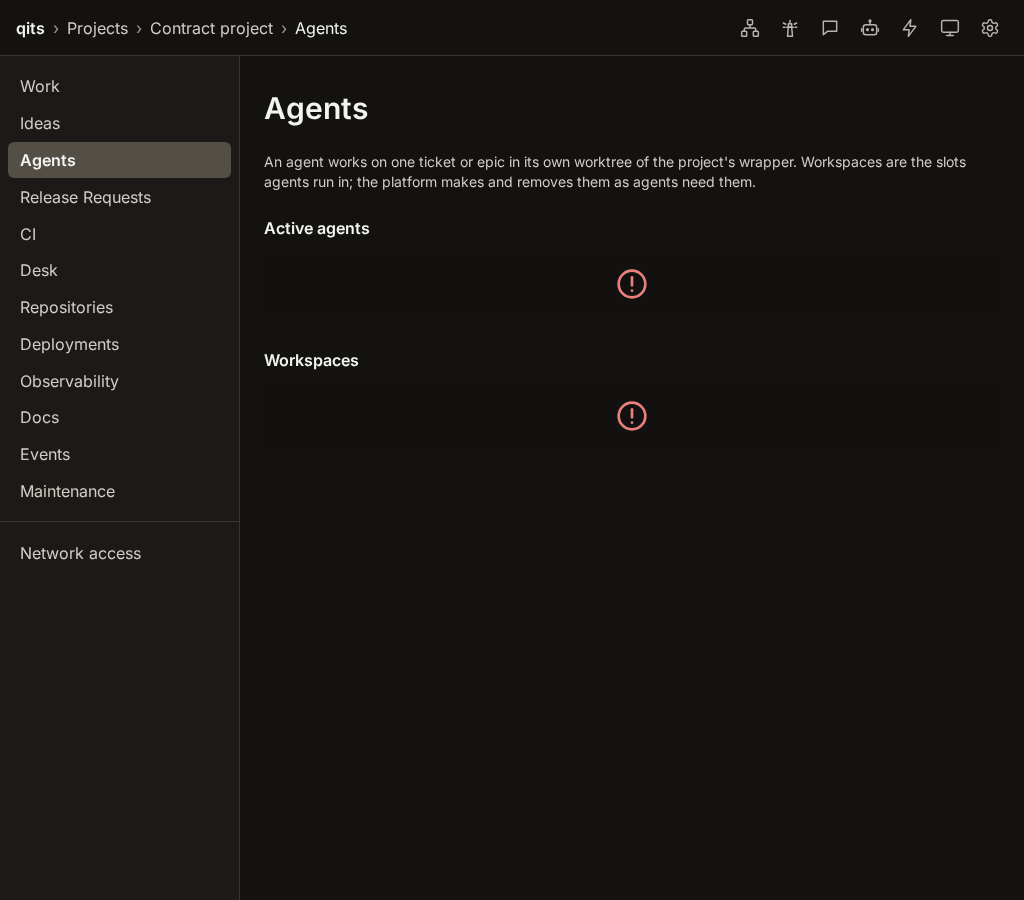 qits › Projects › Contract project › Agents
Work
Ideas
Agents
Release Requests
CI
Desk
Repositories
Deployments
Observability
Docs
Events
Maintenance
Network access
Agents
An agent works on one ticket or epic in its own worktree of the project's wrapper. Workspaces are the slots
agents run in; the platform makes and removes them as agents need them.
Active agents
Workspaces